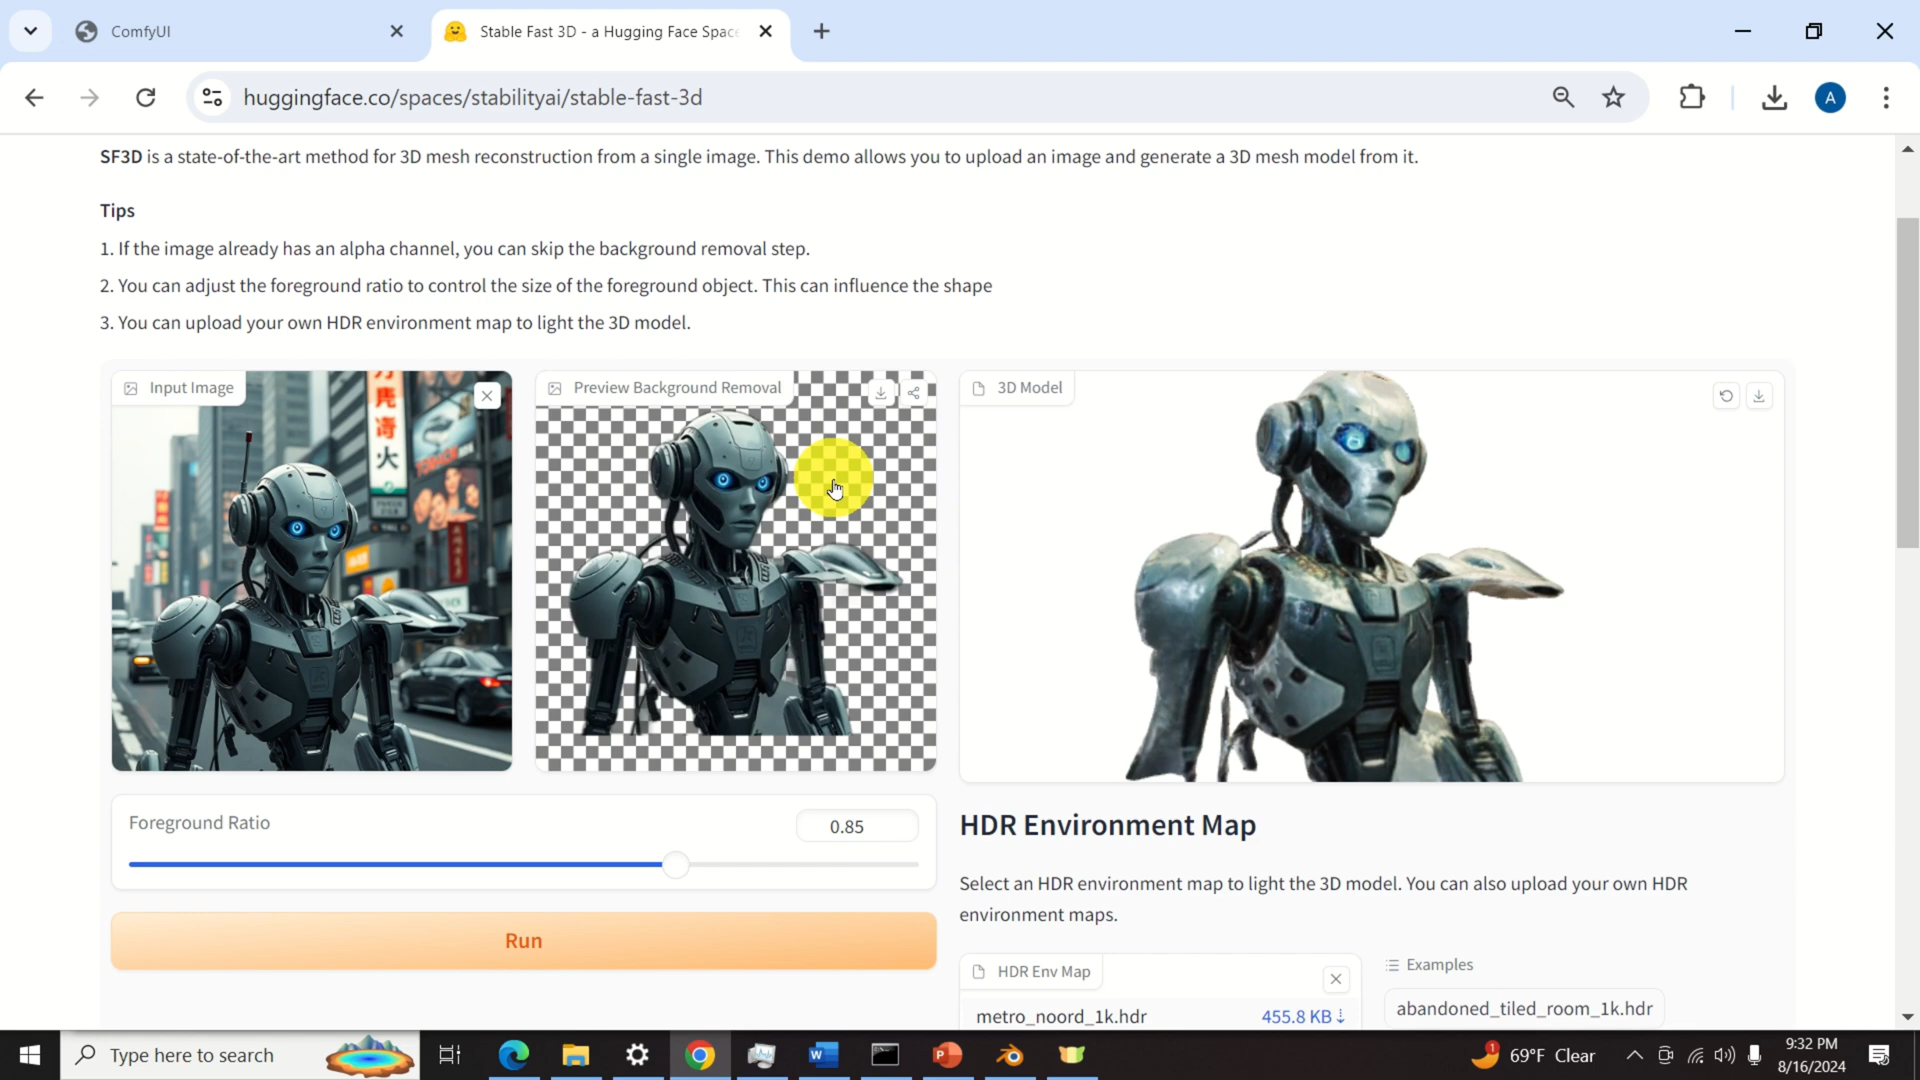 ComfyUI
Stable Fast 3D - a Hugging Face Spac
huggingface.co/spaces/stabilityai/stable-fast-3d
A
SF3D is a state-of-the-art method for 3D mesh reconstruction from a single image. This demo allows you to upload an image and generate a 3D mesh model from it.
Tips
1. If the image already has an alpha channel, you can skip the background removal step.
2. You can adjust the foreground ratio to control the size of the foreground object. This can influence the shape
3. You can upload your own HDR environment map to light the 3D model.
Input Image
Preview Background Removal
3D Model
火
Foreground Ratio
0.85
Run
HDR Environment Map
Select an HDR environment map to light the 3D model. You can also upload your own HDR
environment maps.
HDR Env Map
metro_noord_1k.hdr
455.8 KB ⇣
Examples
abandoned_tiled_room_1k.hdr
Type here to search
1
69°F Clear
9:32 PM
8/16/2024